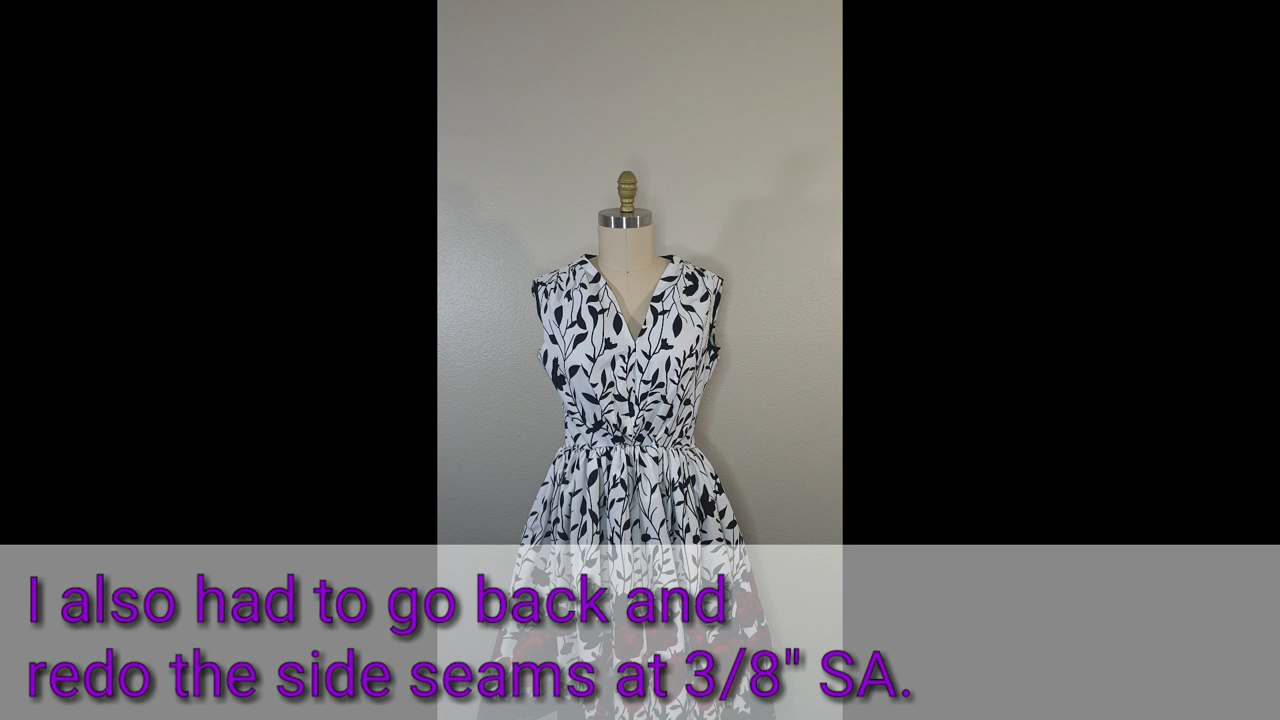 I also had to go back and
redo the side seams at 3/8" SA.